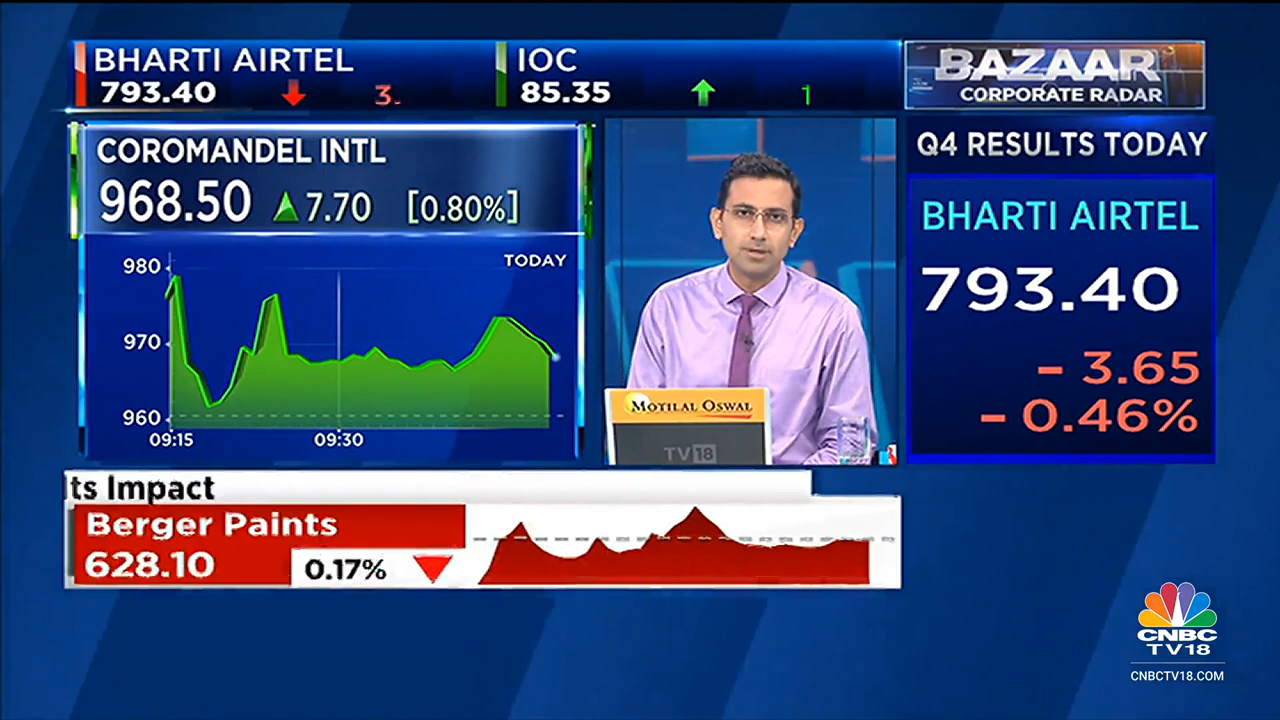 BHARTI AIRTEL
793.40 3.
IOC
85.35 1
BAZAAR
CORPORATE RADAR
COROMANDEL INTL
968.50 7.70 [0.80%]
TODAY
980
970
960
09:15 09:30
MOTILAL OSWAL
TV18
Q4 RESULTS TODAY
BHARTI AIRTEL
793.40
– 3.65
– 0.46%
ts Impact
Berger Paints
628.10
0.17%
CNBC
TV18
CNBCTV18.COM